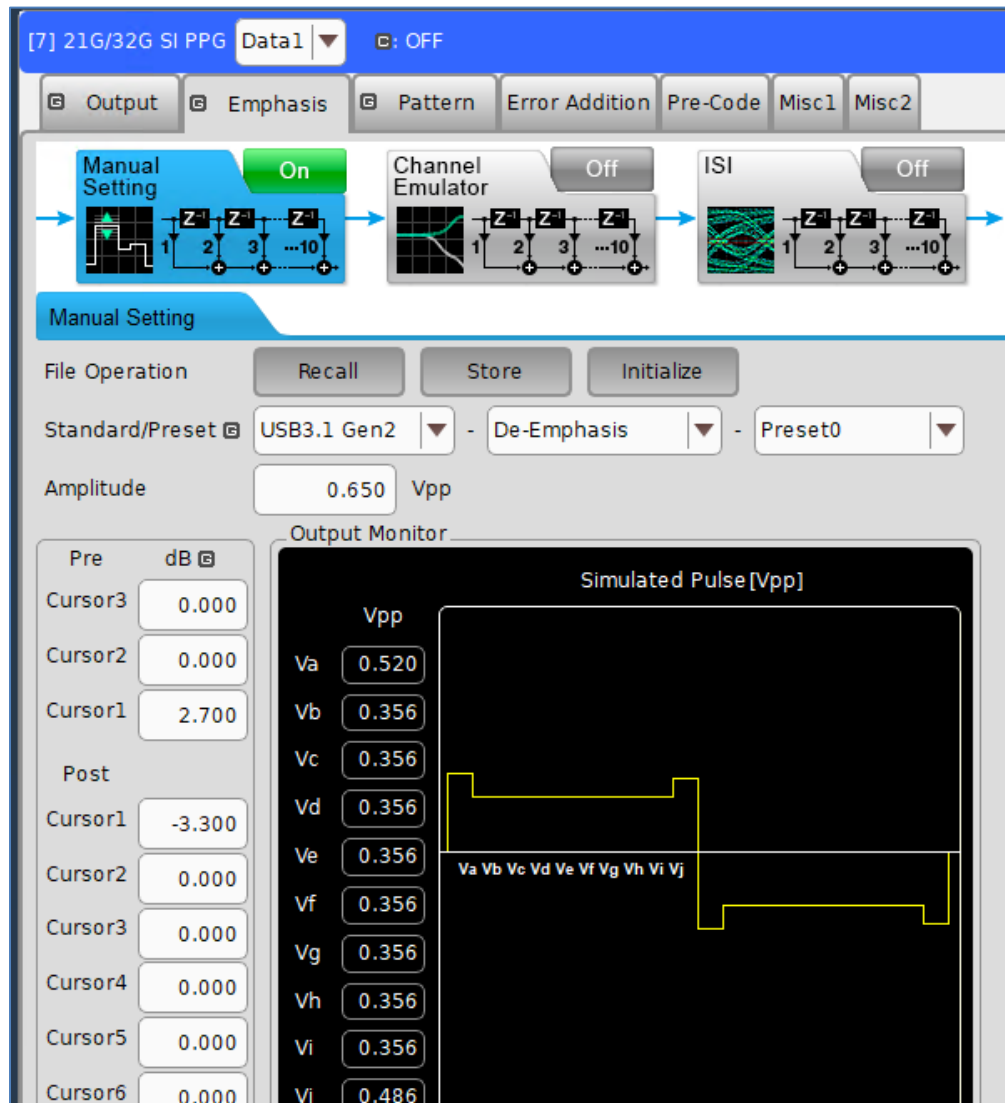 [7] 21G/32G SI PPG Data1 C: OFF
G Output G Emphasis G Pattern Error Addition Pre-Code Misc1 Misc2
Manual Setting On Channel Emulator Off ISI Off
Z-1 Z-1 Z-1 Z-1 Z-1 Z-1 Z-1 Z-1 Z-1
1 2 3 ...10 1 2 3 ...10 1 2 3 ...10
Manual Setting
File Operation Recall Store Initialize
Standard/Preset G USB3.1 Gen2 - De-Emphasis - Preset0
Amplitude 0.650 Vpp
Output Monitor
Pre dB G
Simulated Pulse[Vpp]
Cursor3 0.000
Vpp
Cursor2 0.000
Va 0.520
Cursor1 2.700
Vb 0.356
Vc 0.356
Post
Vd 0.356
Cursor1 -3.300
Ve 0.356
Va Vb Vc Vd Ve Vf Vg Vh Vi Vj
Cursor2 0.000
Vf 0.356
Cursor3 0.000
Vg 0.356
Cursor4 0.000
Vh 0.356
Cursor5 0.000
Vi 0.356
Cursor6 0.000
Vj 0.486